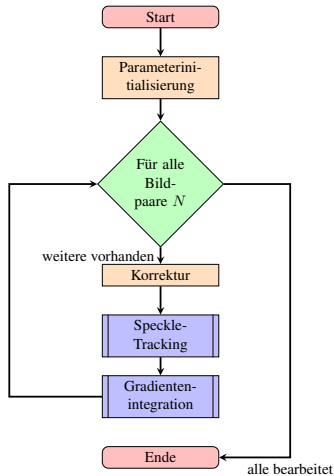 Start
Parameterini-
tialisierung
Für alle
Bild-
paare N
weitere vorhanden
Korrektur
Speckle-
Tracking
Gradienten-
integration
Ende
alle bearbeitet